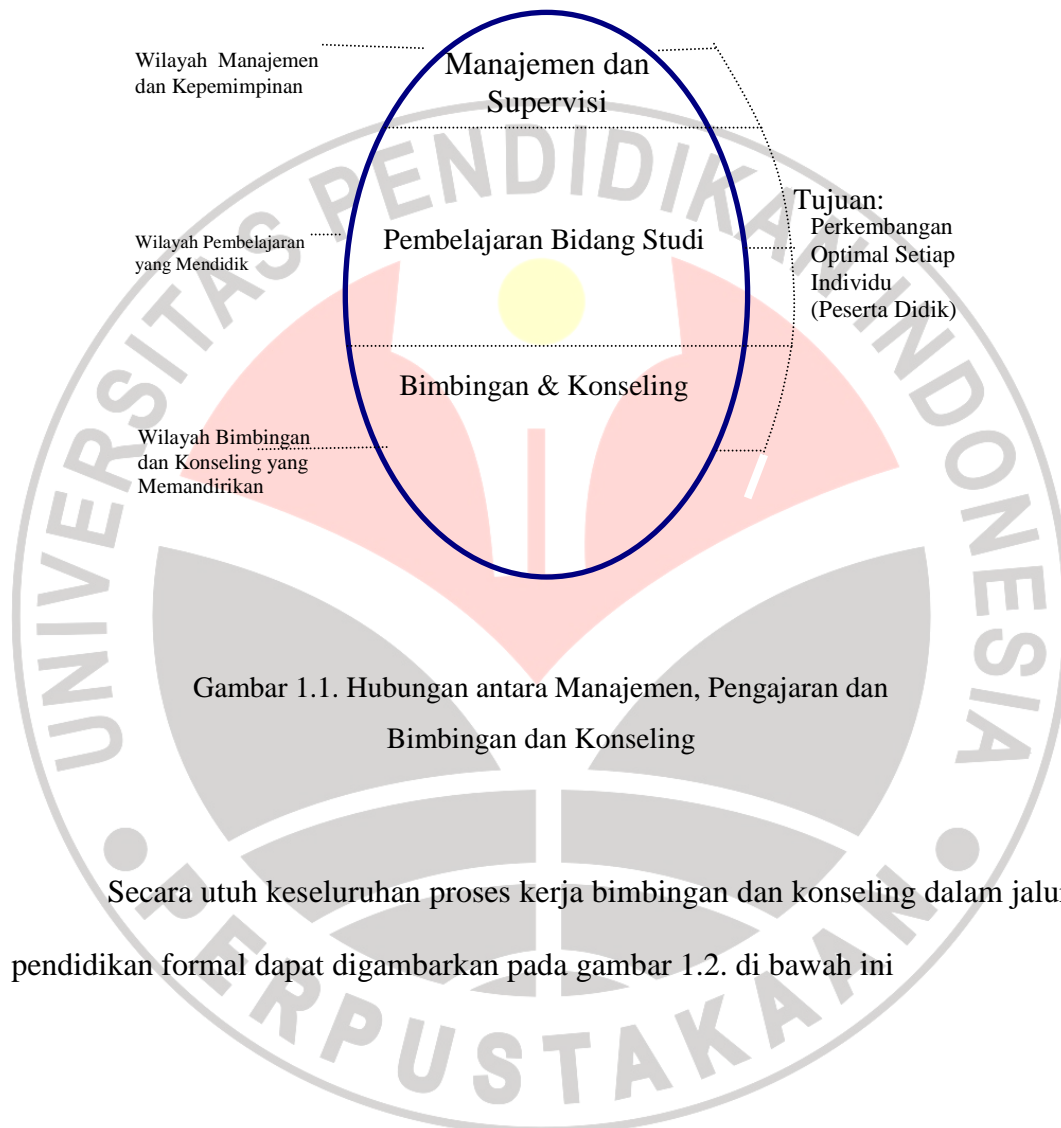 Wilayah Manajemen
dan Kepemimpinan
Manajemen dan
Supervisi
Wilayah Pembelajaran
yang Mendidik
Pembelajaran Bidang Studi
Tujuan:
Perkembangan
Optimal Setiap
Individu
(Peserta Didik)
Bimbingan & Konseling
Wilayah Bimbingan
dan Konseling yang
Memandirikan
Gambar 1.1. Hubungan antara Manajemen, Pengajaran dan
Bimbingan dan Konseling
Secara utuh keseluruhan proses kerja bimbingan dan konseling dalam jalur
pendidikan formal dapat digambarkan pada gambar 1.2. di bawah ini
UNIVERSITAS PENDIDIKAN INDONESIA
PERPUSTAKAAN